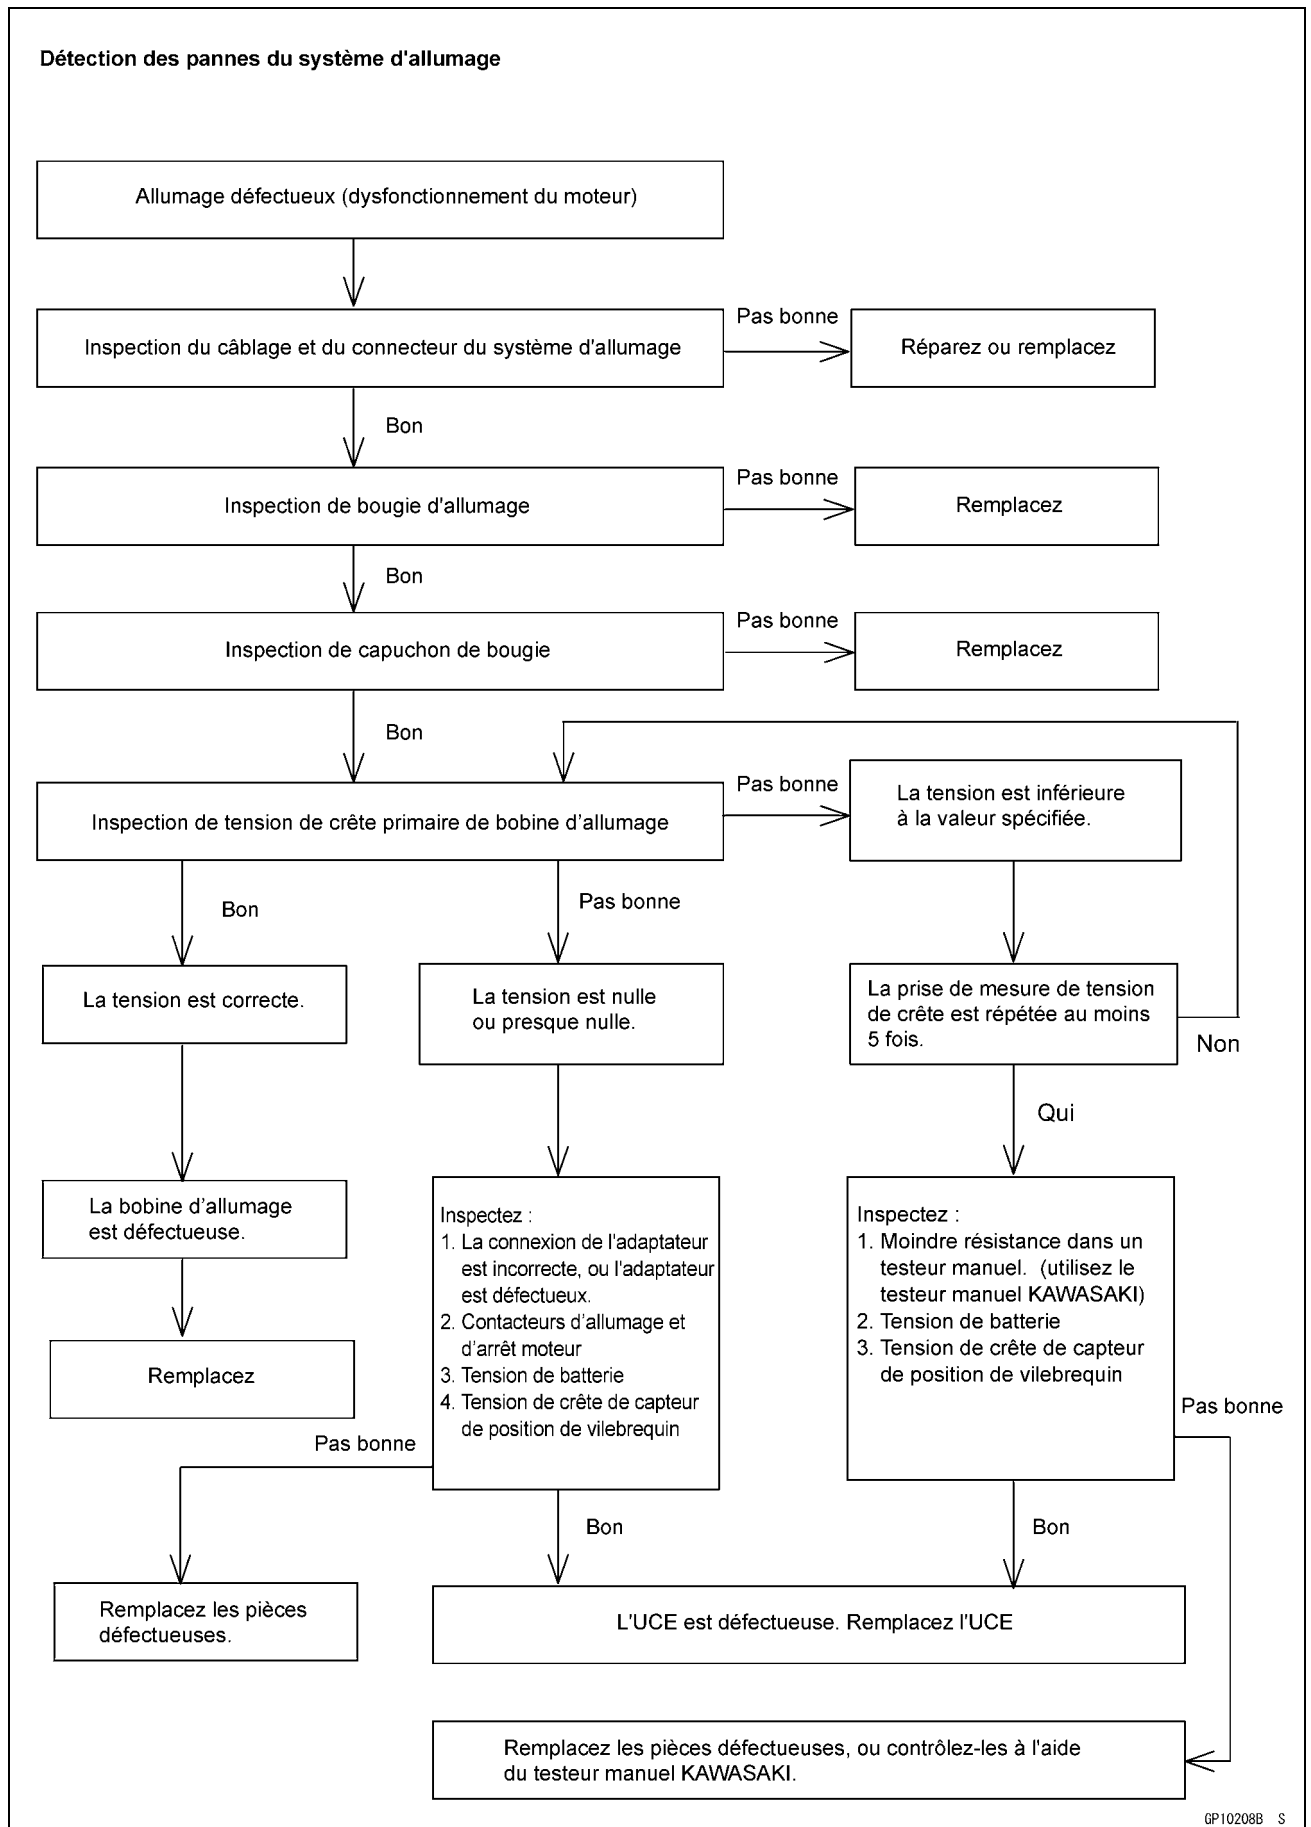 Détection des pannes du système d'allumage
Allumage défectueux (dysfonctionnement du moteur)
Pas bonne
Inspection du câblage et du connecteur du système d'allumage
Réparez ou remplacez
Bon
Pas bonne
Inspection de bougie d'allumage
Remplacez
Bon
Pas bonne
Inspection de capuchon de bougie
Remplacez
Bon
Pas bonne
Inspection de tension de crête primaire de bobine d'allumage
La tension est inférieure
à la valeur spécifiée.
Bon
Pas bonne
La tension est correcte.
La tension est nulle
ou presque nulle.
La prise de mesure de tension
de crête est répétée au moins
5 fois.
Non
Qui
La bobine d'allumage
est défectueuse.
Remplacez
Inspectez :
1. La connexion de l'adaptateur
est incorrecte, ou l'adaptateur
est défectueux.
2. Contacteurs d'allumage et
d'arrêt moteur
3. Tension de batterie
4. Tension de crête de capteur
de position de vilebrequin
Inspectez :
1. Moindre résistance dans un
testeur manuel. (utilisez le
testeur manuel KAWASAKI)
2. Tension de batterie
3. Tension de crête de capteur
de position de vilebrequin
Pas bonne
Pas bonne
Bon
Bon
Remplacez les pièces
défectueuses.
L'UCE est défectueuse. Remplacez l'UCE
Remplacez les pièces défectueuses, ou contrôlez-les à l'aide
du testeur manuel KAWASAKI.
GP10208B S